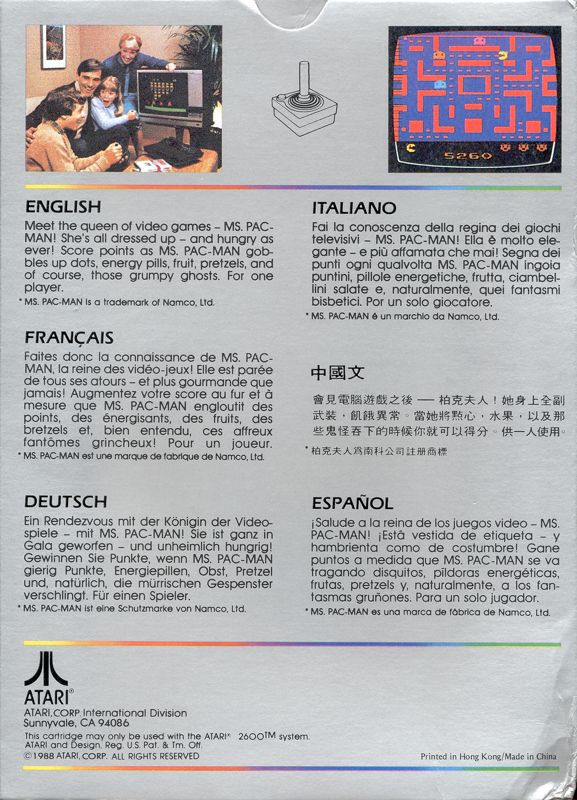 5260
ENGLISH
Meet the queen of video games – MS. PAC-
MAN! She's all dressed up – and hungry as
ever! Score points as MS. PAC-MAN gob-
bles up dots, energy pills, fruit, pretzels, and
of course, those grumpy ghosts. For one
player.
* MS. PAC-MAN is a trademark of Namco, Ltd.
FRANÇAIS
Faites donc la connaissance de MS. PAC-
MAN, la reine des vidéo-jeux! Elle est parée
de tous ses atours – et plus gourmande que
jamais! Augmentez votre score au fur et à
mesure que MS. PAC-MAN engloutit des
points, des énergisants, des fruits, des
bretzels et, bien entendu, ces affreux
fantômes grincheux! Pour un joueur.
* MS. PAC-MAN est une marque de fabrique de Namco, Ltd.
DEUTSCH
Ein Rendezvous mit der Königin der Video-
spiele – mit MS. PAC-MAN! Sie ist ganz in
Gala geworfen – und unheimlich hungrig!
Gewinnen Sie Punkte, wenn MS. PAC-MAN
gierig Punkte, Energiepillen, Obst, Pretzel
und, natürlich, die mürrischen Gespenster
verschlingt. Für einen Spieler.
* MS. PAC-MAN ist eine Schutzmarke von Namco, Ltd.
ITALIANO
Fai la conoscenza della regina dei giochi
televisivi – MS. PAC-MAN! Ella è molto ele-
gante – e più affamata che mai! Segna dei
punti ogni qualvolta MS. PAC-MAN ingoia
puntini, pillole energetiche, frutta, ciambel-
lini salate e, naturalmente, quei fantasmi
bisbetici. Por un solo giocatore.
* MS. PAC-MAN é un marchio da Namco, Ltd.
中國文
會見電腦遊戲之後 — 柏克夫人！她身上全副
武裝，飢餓異常。當她將點心，水果，以及那
些鬼怪吞下的時候你就可以得分。供一人使用。
* 柏克夫人爲南科公司註册商標
ESPAÑOL
¡Salude a la reina de los juegos video – MS.
PAC-MAN! ¡Está vestida de etiqueta – y
hambrienta como de costumbre! Gane
puntos a medida que MS. PAC-MAN se va
tragando disquitos, píldoras energéticas,
frutas, pretzels y, naturalmente, a los fan-
tasmas gruñones. Para un solo jugador.
* MS. PAC-MAN es una marca de fábrica de Namco, Ltd.
ATARI®
ATARI, CORP. International Division
Sunnyvale, CA 94086
This cartridge may only be used with the ATARI® 2600™ system.
ATARI and Design, Reg. U.S. Pat. & Tm. Off.
© 1988 ATARI, CORP. ALL RIGHTS RESERVED
Printed in Hong Kong/Made in China